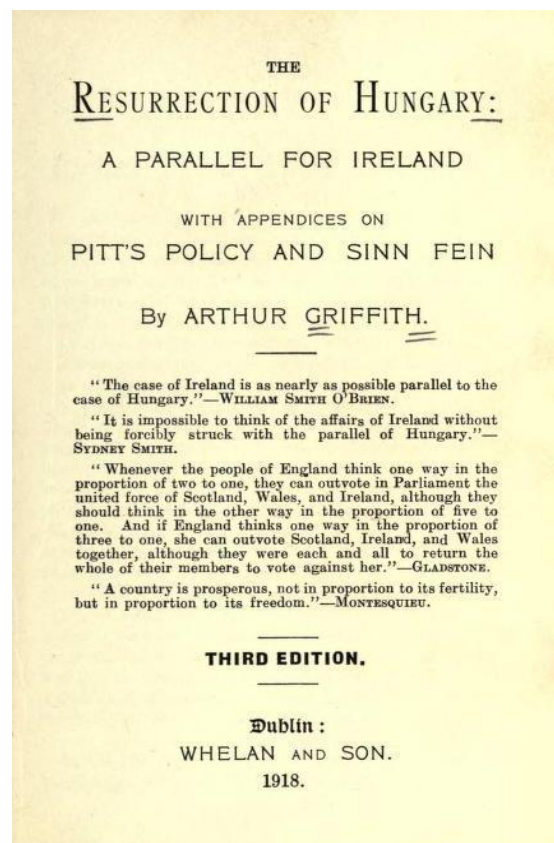 THE
RESURRECTION OF HUNGARY:
A PARALLEL FOR IRELAND
WITH APPENDICES ON
PITT'S POLICY AND SINN FEIN
By ARTHUR GRIFFITH.
"The case of Ireland is as nearly as possible parallel to the
case of Hungary."—WILLIAM SMITH O'BRIEN.
"It is impossible to think of the affairs of Ireland without
being forcibly struck with the parallel of Hungary."—
SYDNEY SMITH.
"Whenever the people of England think one way in the
proportion of two to one, they can outvote in Parliament the
united force of Scotland, Wales, and Ireland, although they
should think in the other way in the proportion of five to
one. And if England thinks one way in the proportion of
three to one, she can outvote Scotland, Ireland, and Wales
together, although they were each and all to return the
whole of their members to vote against her."—GLADSTONE.
"A country is prosperous, not in proportion to its fertility,
but in proportion to its freedom."—MONTESQUIEU.
THIRD EDITION.
Dublin :
WHELAN AND SON.
1918.